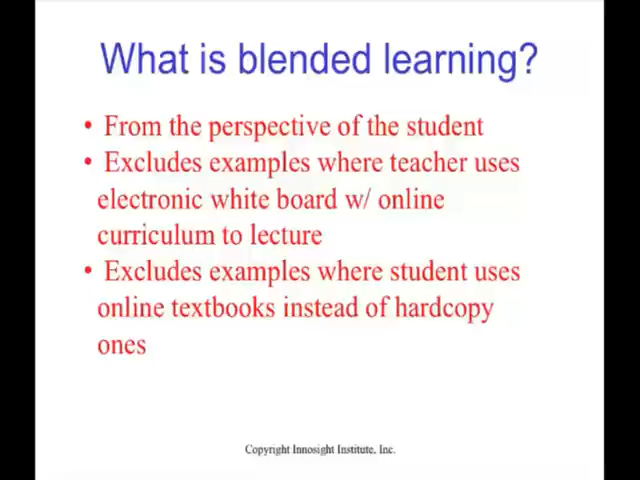 What is blended learning?
• From the perspective of the student
• Excludes examples where teacher uses
electronic white board w/ online
curriculum to lecture
• Excludes examples where student uses
online textbooks instead of hardcopy
ones
Copyright Innosight Institute, Inc.